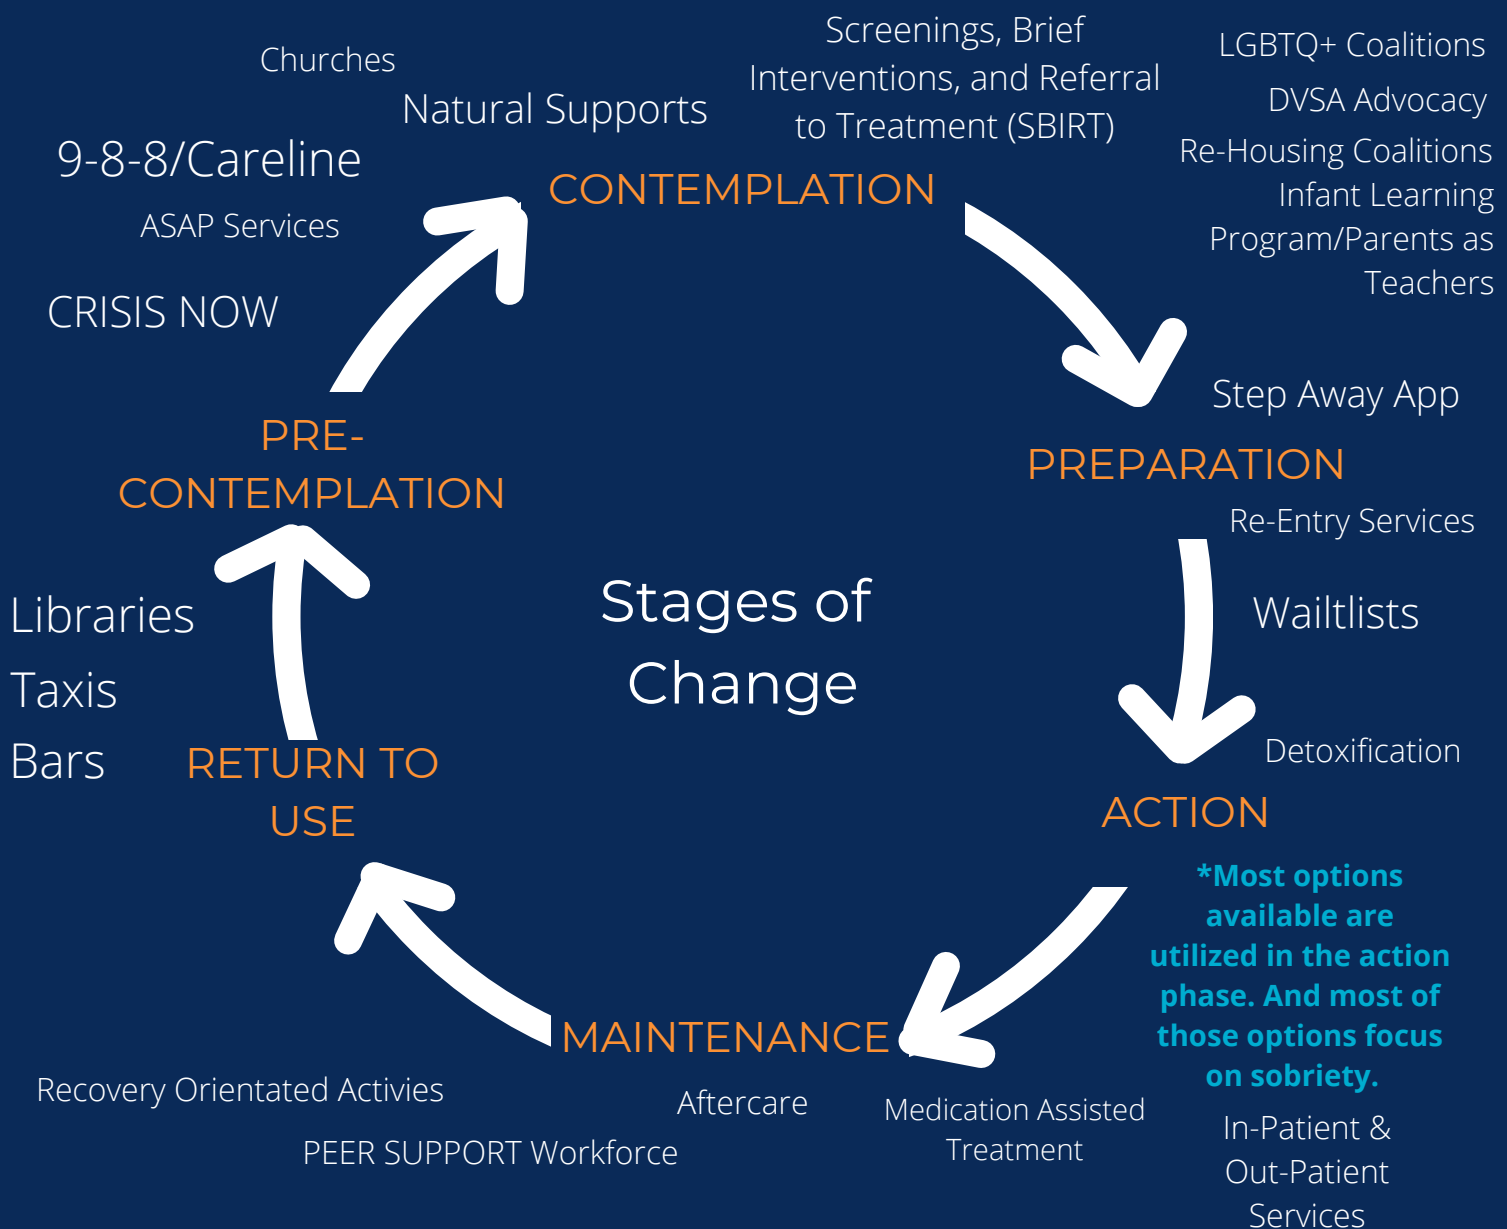 Churches
Natural Supports
9-8-8/Careline
ASAP Services
CRISIS NOW
Screenings, Brief
Interventions, and Referral
to Treatment (SBIRT)
LGBTQ+ Coalitions
DVSA Advocacy
Re-Housing Coalitions
Infant Learning
Program/Parents as
Teachers
CONTEMPLATION
Step Away App
PREPARATION
Re-Entry Services
PRE-
CONTEMPLATION
Stages of
Change
Wailtlists
Libraries
Taxis
Bars
RETURN TO
USE
Detoxification
ACTION
*Most options
available are
utilized in the action
phase. And most of
those options focus
on sobriety.
In-Patient &
Out-Patient
Services
MAINTENANCE
Recovery Orientated Activies
PEER SUPPORT Workforce
Aftercare
Medication Assisted
Treatment